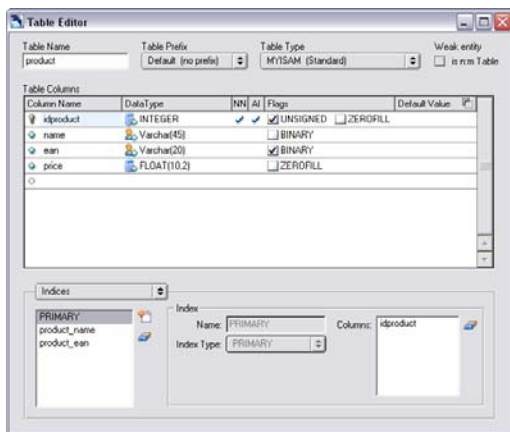 Table Editor
Table Name Table Prefix Table Type Weak entity
product Default (no prefix) MYISAM (Standard) is n:m Table
Table Columns
Column Name DataType NN AI Flags Default Value
idproduct INTEGER UNSIGNED ZEROFILL
name Varchar(45) BINARY
ean Varchar(20) BINARY
price FLOAT(10.2) ZEROFILL
Indices
PRIMARY
product_name
product_ean
Index
Name: PRIMARY Columns: idproduct
Index Type: PRIMARY